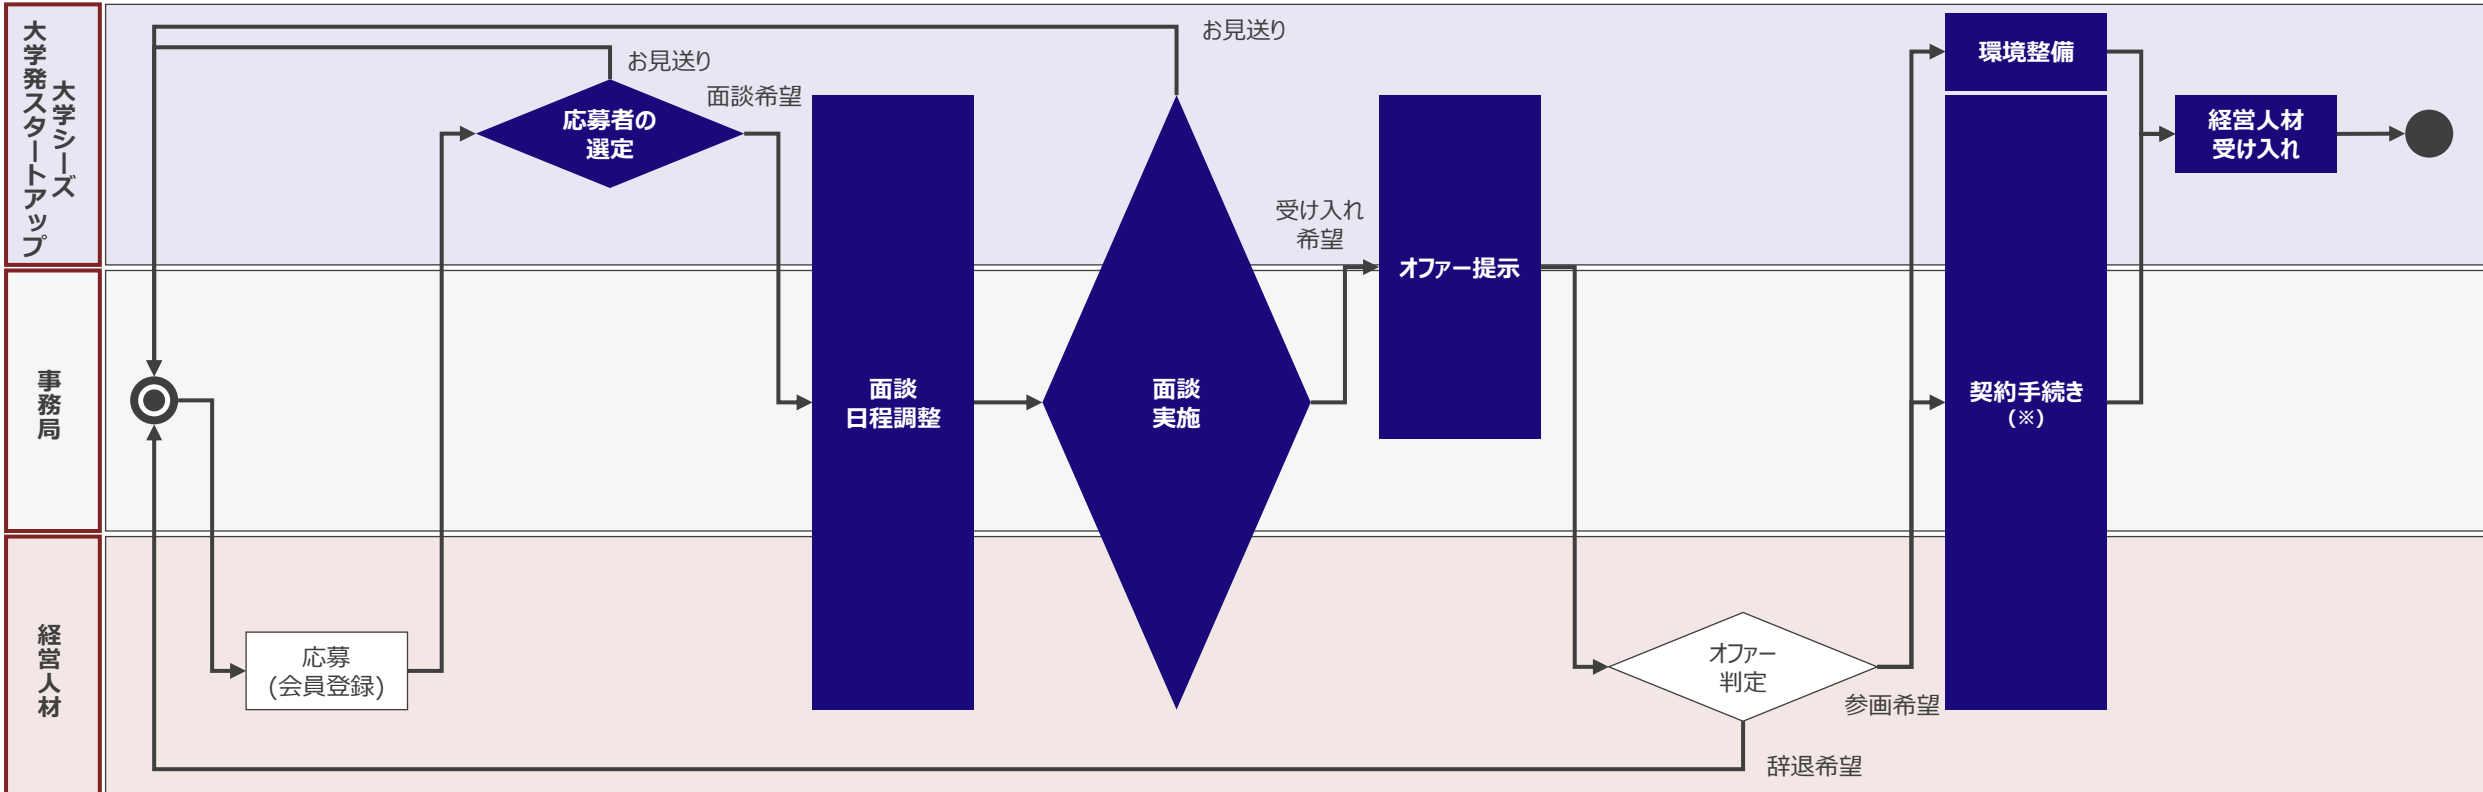 大学シーズ
大学発スタートアップ
お見送り
お見送り
面談希望
応募者の
選定
環境整備
経営人材
受け入れ
受け入れ
希望
オファー提示
事務局
面談
日程調整
面談
実施
契約手続き
(※)
経営人材
応募
(会員登録)
オファー
判定
参画希望
辞退希望